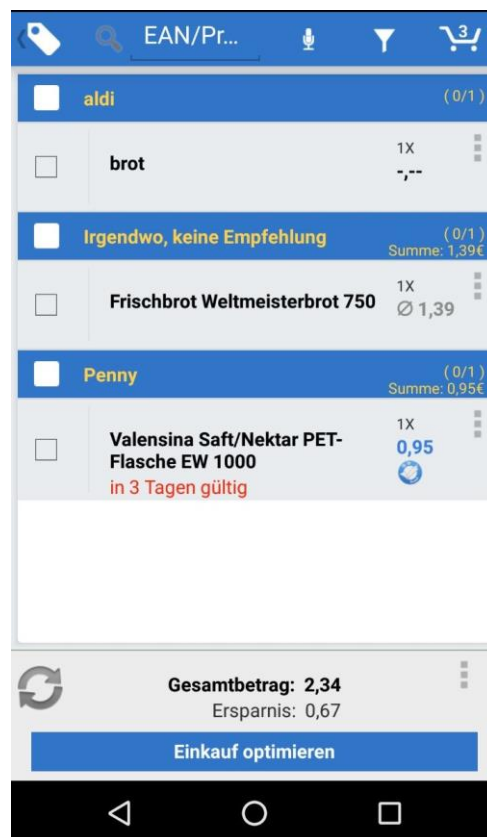 EAN/Pr...
3
aldi
( 0/1 )
brot
1X
-,--
Irgendwo, keine Empfehlung
( 0/1 )
Summe: 1,39€
Frischbrot Weltmeisterbrot 750
1X
Ø 1,39
Penny
( 0/1 )
Summe: 0,95€
Valensina Saft/Nektar PET-
Flasche EW 1000
in 3 Tagen gültig
1X
0,95
Gesamtbetrag: 2,34
Ersparnis: 0,67
Einkauf optimieren